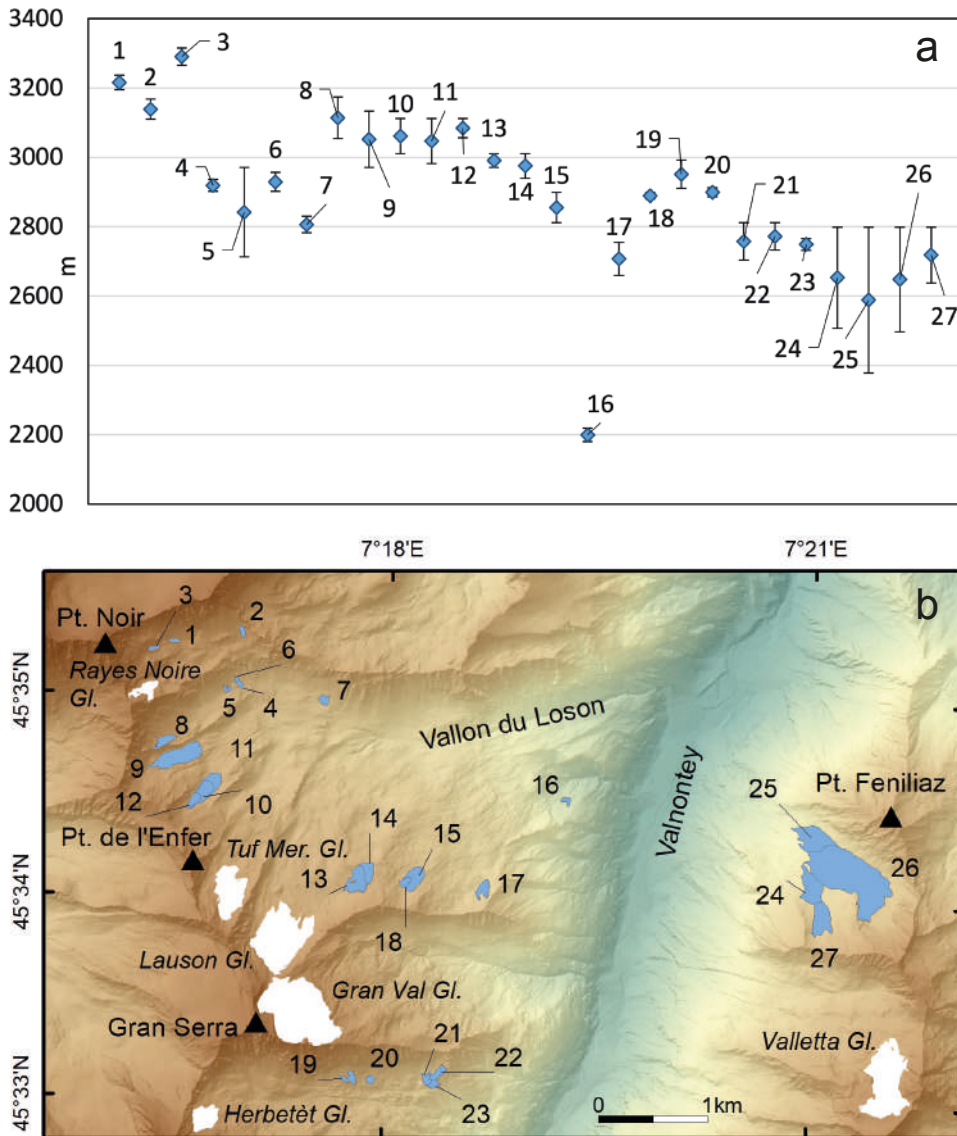 3400
a
3
1
3200
2
8
10
11
13
3000
12
19
4
6
14
15
20
9
18
7
17
21
26
2800
5
22
23
m
27
2600
24
25
2400
16
2200
2000
7°18'E
7°21'E
b
3
2
Pt. Noir
1
6
Rayes Noire
Gl.
45°35'N
5
4
7
8
11
Vallon du Loson
9
16
12
10
Pt. Feniliaz
25
Pt. de l'Enfer
14
Tuf Mer. Gl.
15
Valnontey
13
17
26
45°34'N
24
18
27
Lauson Gl.
Gran Val Gl.
Gran Serra
Valletta Gl.
21
19
20
22
45°33'N
23
0
1km
Herbetèt Gl.